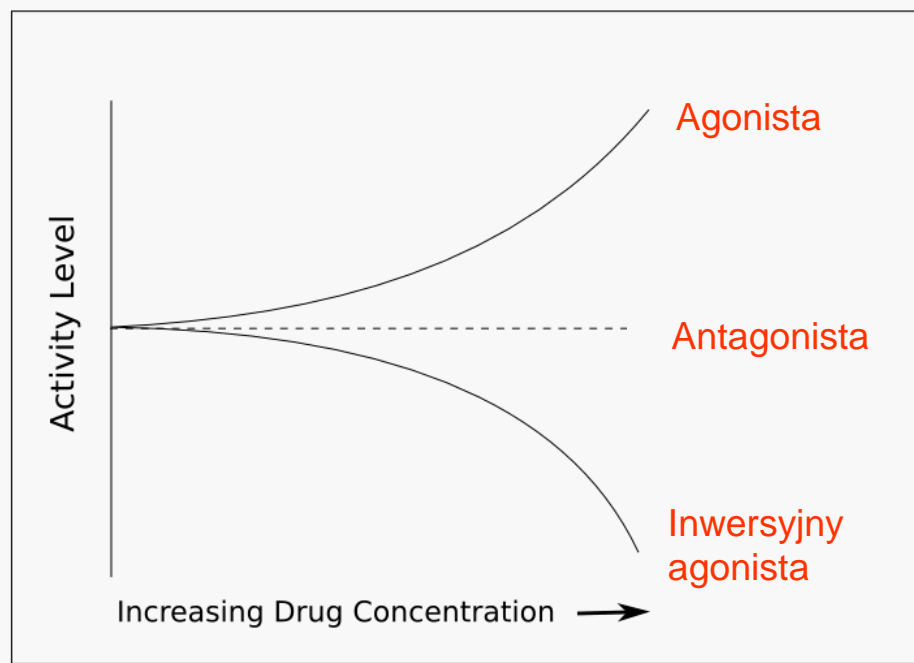 Agonista
Activity Level
Antagonista
Inwersyjny
agonista
Increasing Drug Concentration